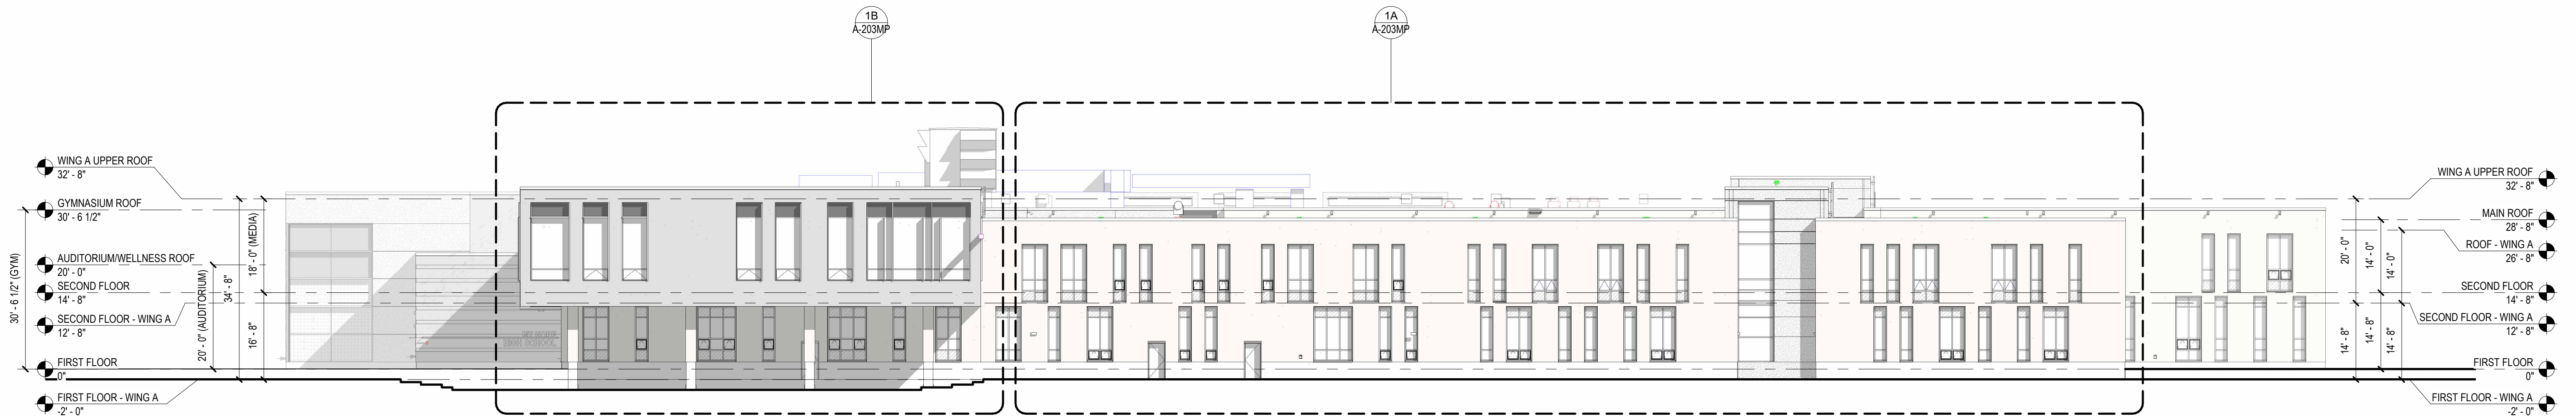 1B
A-203MP
1A
A-203MP
WING A UPPER ROOF
32' - 8"
GYMNASIUM ROOF
30' - 6 1/2"
AUDITORIUM/WELLNESS ROOF
20' - 0"
SECOND FLOOR
14' - 8"
SECOND FLOOR - WING A
12' - 8"
FIRST FLOOR
0"
FIRST FLOOR - WING A
-2' - 0"
30' - 6 1/2" (GYM)
20' - 0" (AUDITORIUM)
34' - 8"
18' - 0" (MEDIA)
16' - 8"
HIGH SCHOOL
20' - 0"
14' - 8"
14' - 0"
14' - 8"
14' - 0"
14' - 8"
WING A UPPER ROOF
32' - 8"
MAIN ROOF
28' - 8"
ROOF - WING A
26' - 8"
SECOND FLOOR
14' - 8"
SECOND FLOOR - WING A
12' - 8"
FIRST FLOOR
0"
FIRST FLOOR - WING A
-2' - 0"